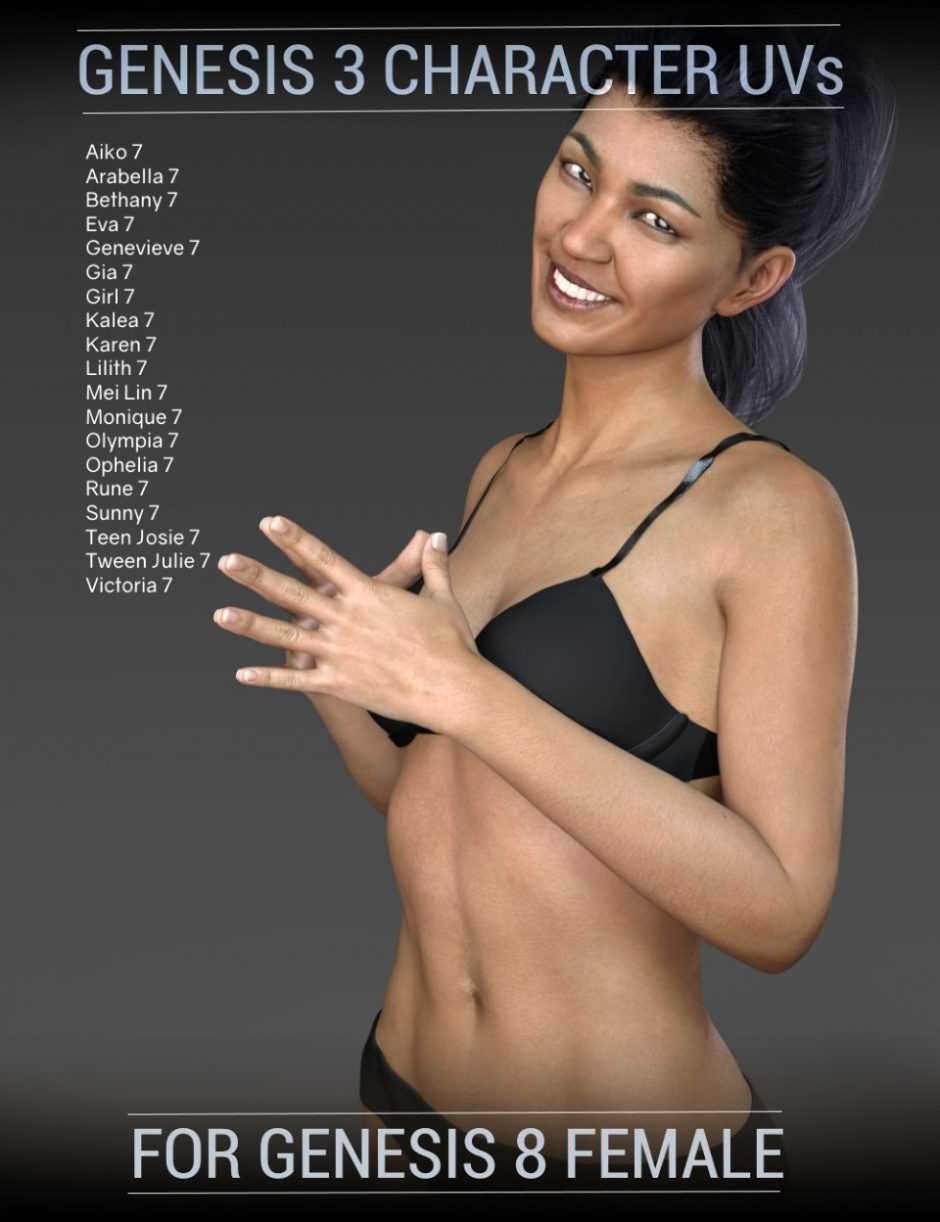 GENESIS 3 CHARACTER UVs
Aiko 7
Arabella 7
Bethany 7
Eva 7
Genevieve 7
Gia 7
Girl 7
Kalea 7
Karen 7
Lilith 7
Mei Lin 7
Monique 7
Olympia 7
Ophelia 7
Rune 7
Sunny 7
Teen Josie 7
Tween Julie 7
Victoria 7
FOR GENESIS 8 FEMALE